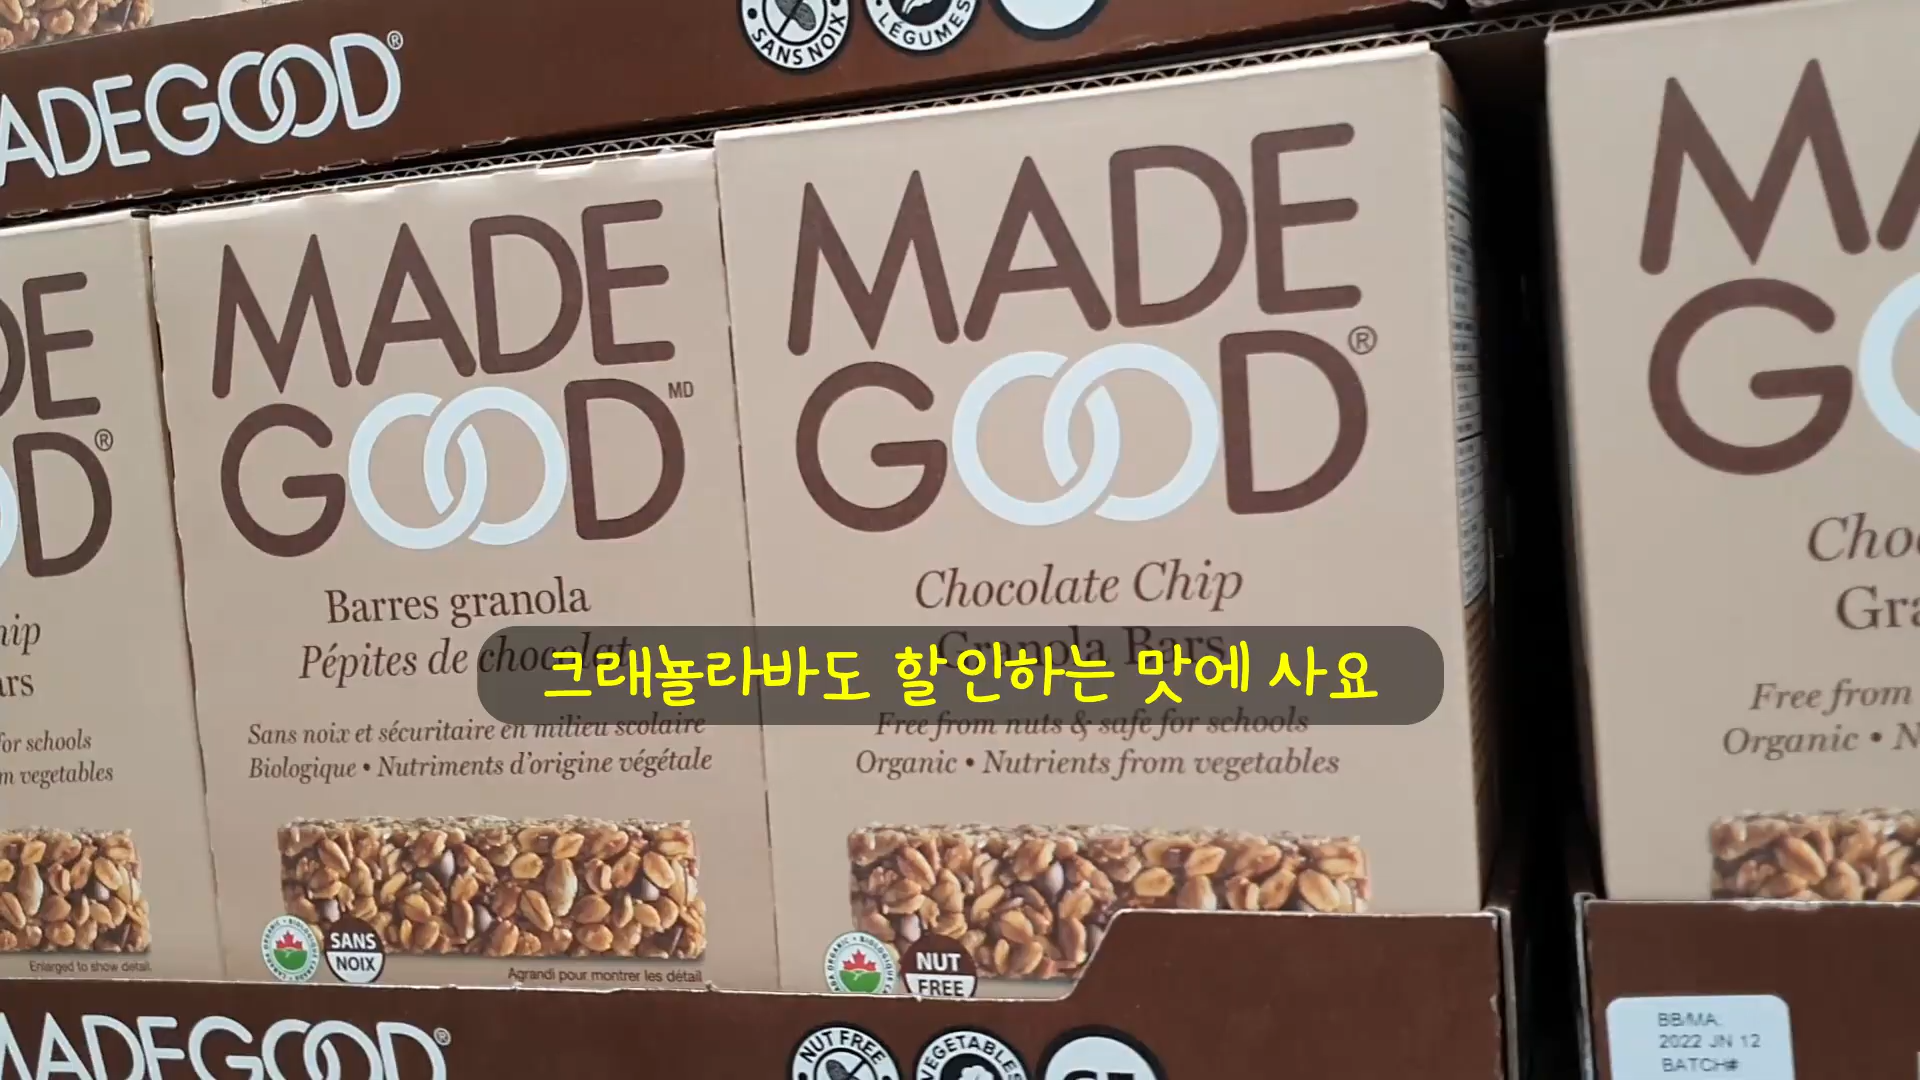 SANS NOIX
LÉGUMES
MADEGOOD®
MADE
GOOD MD
Barres granola
Pépites de chocolat
Sans noix et sécuritaire en milieu scolaire
Biologique • Nutriments d'origine végétale
SANS
NOIX
Agrandi pour montrer les détail
MADE
GOOD®
Chocolate Chip
Granola Bars
Free from nuts & safe for schools
Organic • Nutrients from vegetables
NUT
FREE
크래뇰라바도 할인하는 맛에 사요
DE
OD®
hip
ars
for schools
m vegetables
Enlarged to show detail.
MA
GO
Cho
Gra
Free from
Organic • N
MADEGOOD®
NUT FREE
VEGETABLES
BB/MA:
2022 JN 12
BATCH#